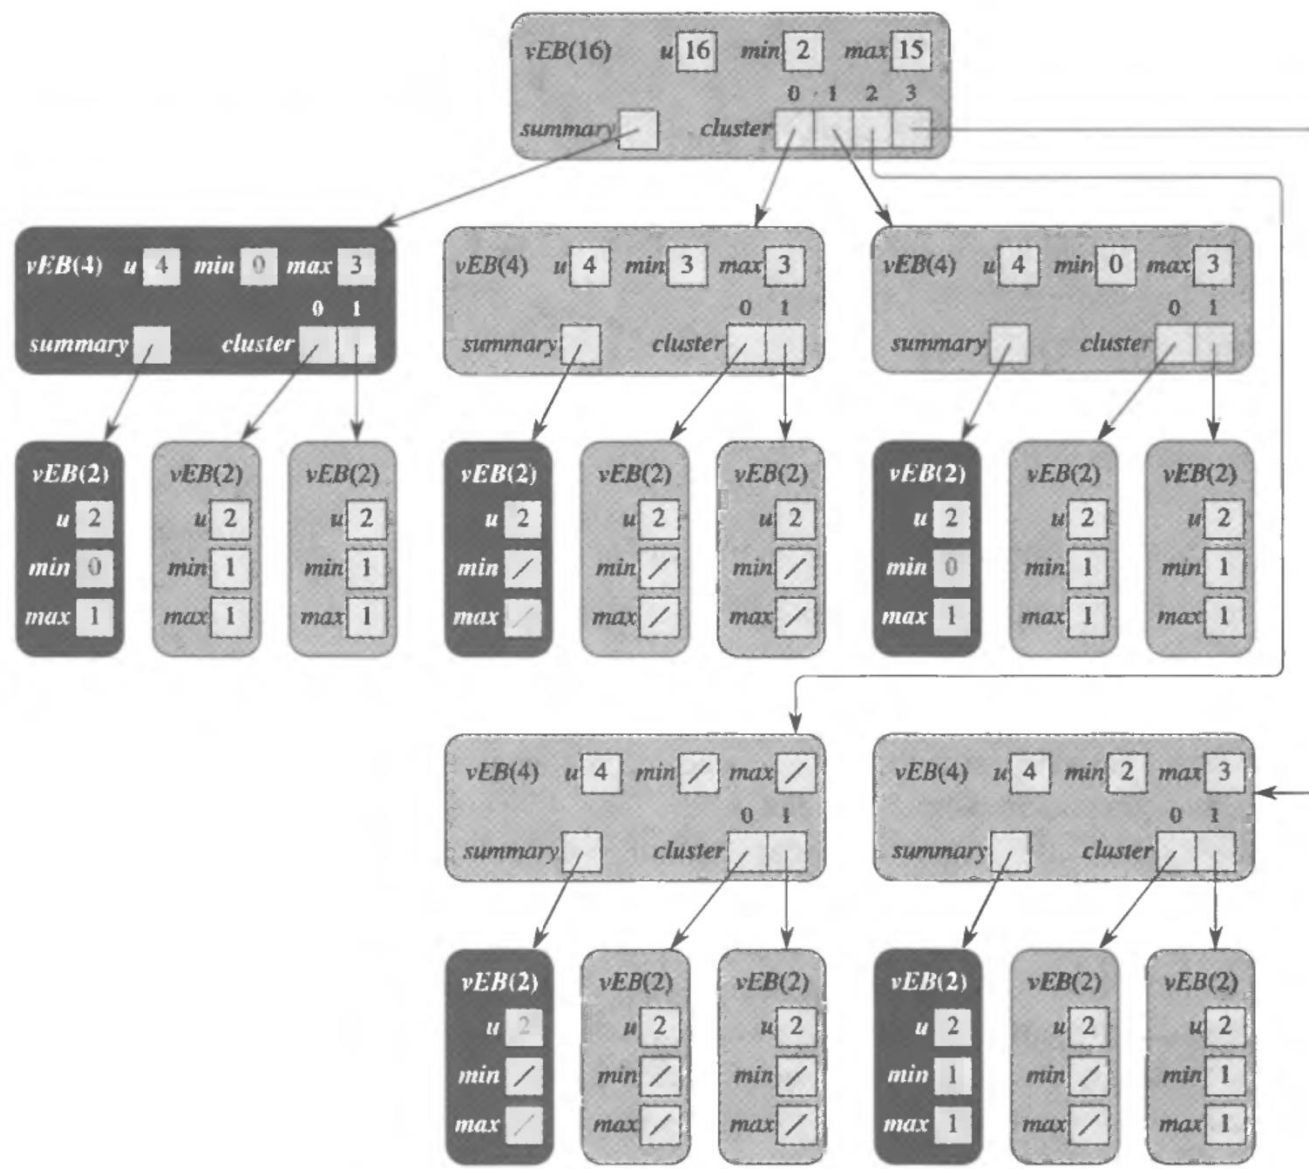 vEB(16) u 16 min 2 max 15
0 1 2 3
summary cluster
vEB(4) u 4 min 0 max 3
0 1
summary cluster
vEB(4) u 4 min 3 max 3
0 1
summary cluster
vEB(4) u 4 min 0 max 3
0 1
summary cluster
vEB(2)
u 2
min 0
max 1
vEB(2)
u 2
min 1
max 1
vEB(2)
u 2
min 1
max 1
vEB(2)
u 2
min /
max /
vEB(2)
u 2
min /
max /
vEB(2)
u 2
min /
max /
vEB(2)
u 2
min 0
max 1
vEB(2)
u 2
min 1
max 1
vEB(2)
u 2
min 1
max 1
vEB(4) u 4 min / max /
0 1
summary cluster
vEB(4) u 4 min 2 max 3
0 1
summary cluster
vEB(2)
u 2
min /
max /
vEB(2)
u 2
min /
max /
vEB(2)
u 2
min /
max /
vEB(2)
u 2
min 1
max 1
vEB(2)
u 2
min /
max /
vEB(2)
u 2
min 1
max 1